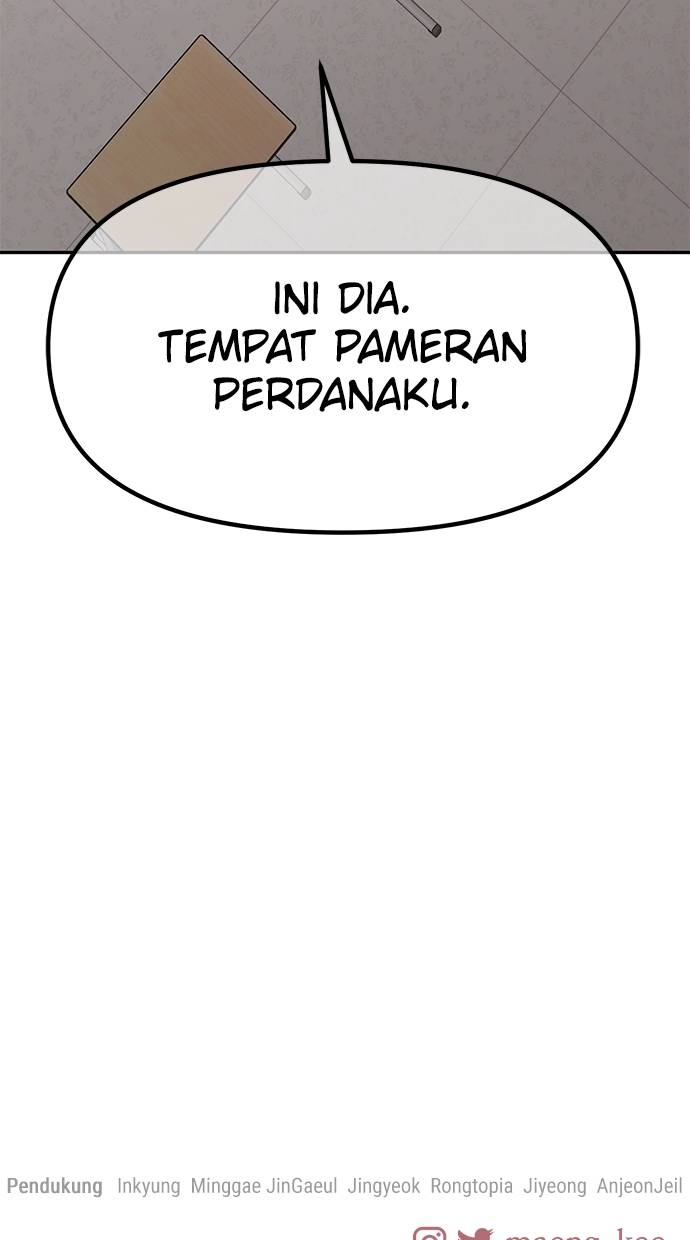 INI DIA.
TEMPAT PAMERAN
PERDANAKU.
Pendukung Inkyung Minggae JinGaeul Jingyeok Rongtopia Jiyeong AnjeonJeil